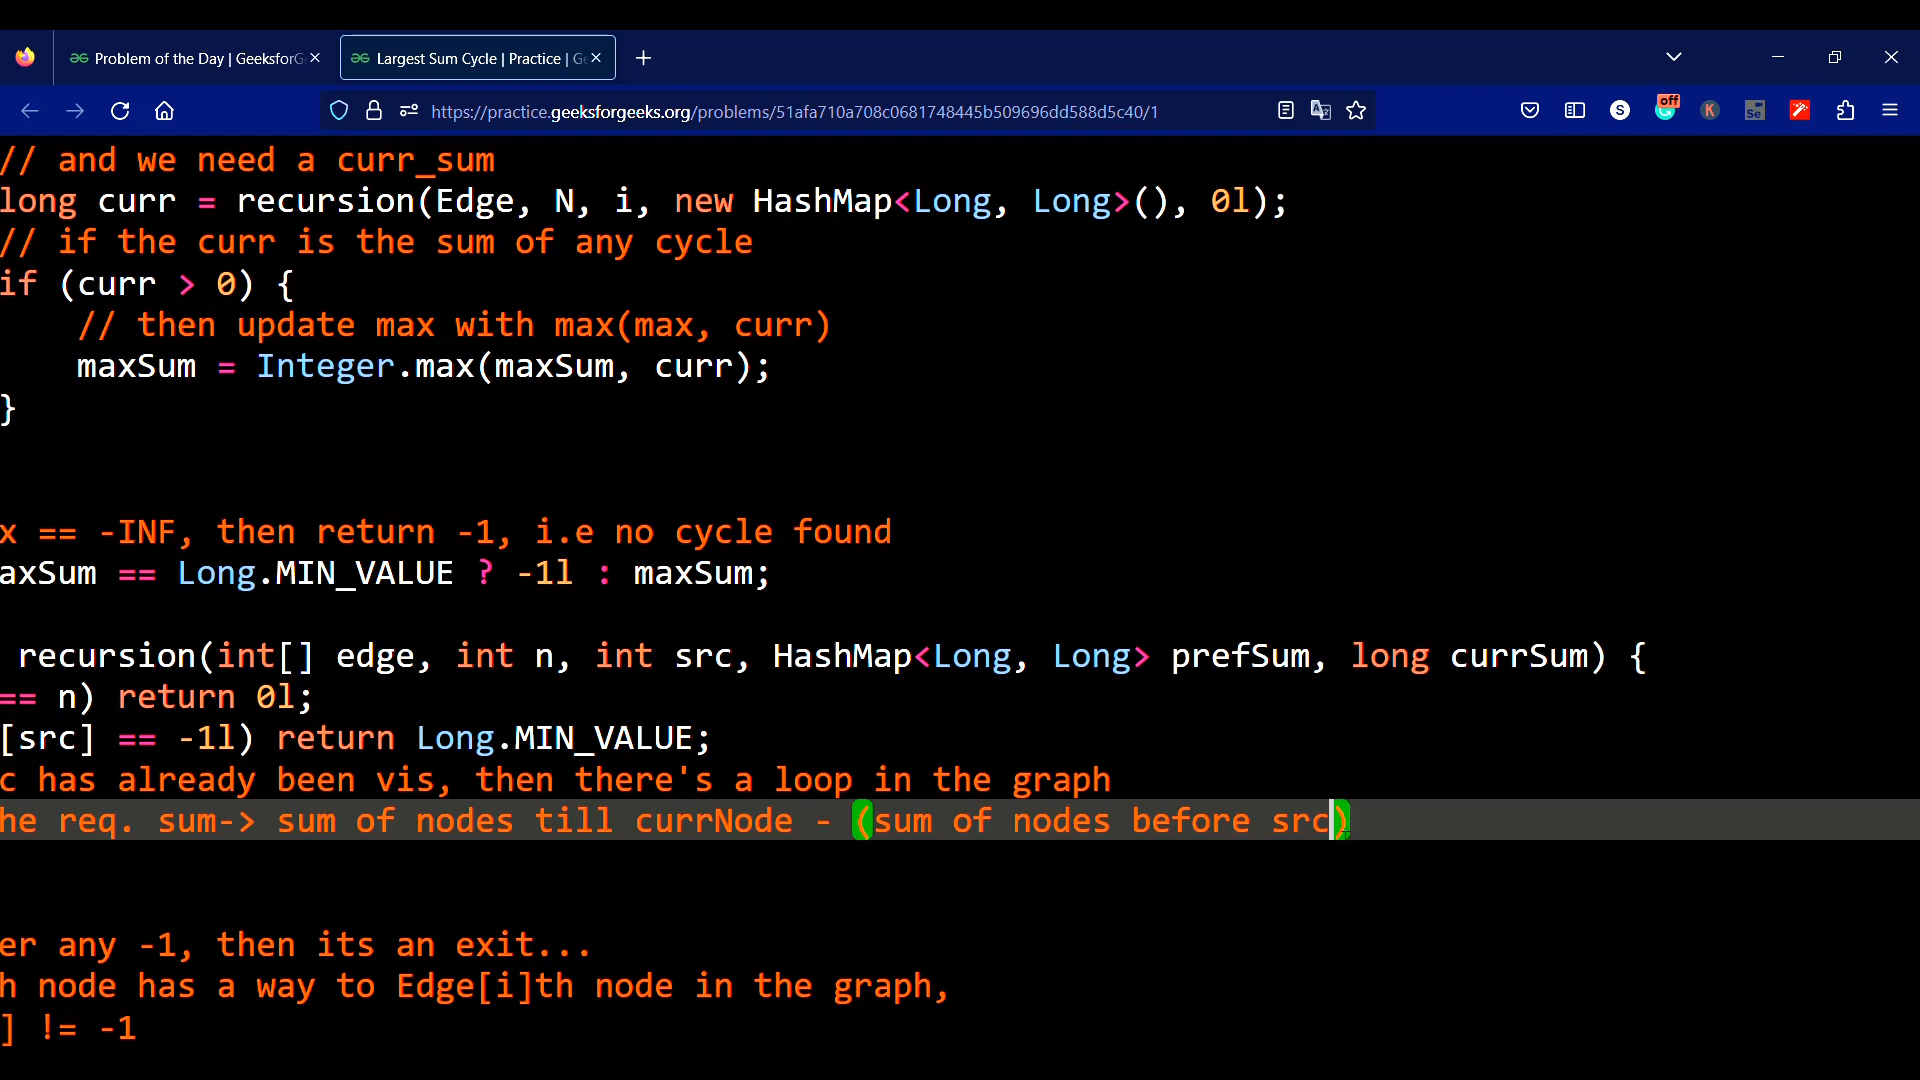 Problem of the Day | GeeksforG
Largest Sum Cycle | Practice | Ge
https://practice.geeksforgeeks.org/problems/51afa710a708c0681748445b509696dd588d5c40/1
S
off
K
Se
// and we need a curr_sum
long curr = recursion(Edge, N, i, new HashMap<Long, Long>(), 0l);
// if the curr is the sum of any cycle
if (curr > 0) {
// then update max with max(max, curr)
maxSum = Integer.max(maxSum, curr);
}
x == -INF, then return -1, i.e no cycle found
axSum == Long.MIN_VALUE ? -1l : maxSum;
recursion(int[] edge, int n, int src, HashMap<Long, Long> prefSum, long currSum) {
== n) return 0l;
[src] == -1l) return Long.MIN_VALUE;
c has already been vis, then there's a loop in the graph
he req. sum-> sum of nodes till currNode - (sum of nodes before src)
er any -1, then its an exit...
h node has a way to Edge[i]th node in the graph,
] != -1